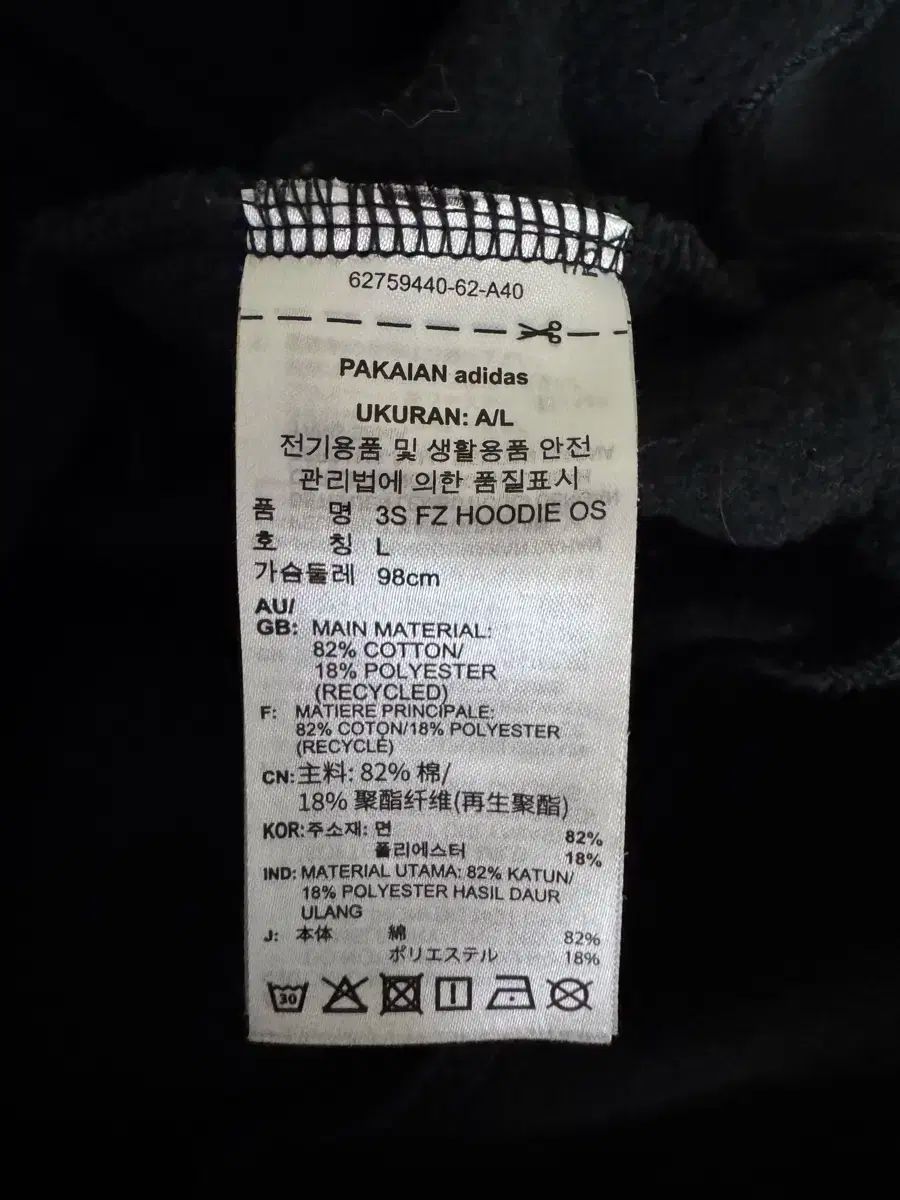 62759440-62-A40
PAKAIAN adidas
UKURAN: A/L
전기용품 및 생활용품 안전
관리법에 의한 품질표시
품 명 3S FZ HOODIE OS
호 칭 L
가슴둘레 98cm
AU/
GB: MAIN MATERIAL:
82% COTTON/
18% POLYESTER
(RECYCLED)
F: MATIERE PRINCIPALE:
82% COTON/18% POLYESTER
(RECYCLÉ)
CN: 主料: 82% 棉/
18% 聚酯纤维(再生聚酯)
KOR: 주소재: 면 82%
폴리에스터 18%
IND: MATERIAL UTAMA: 82% KATUN/
18% POLYESTER HASIL DAUR
ULANG
J: 本体 綿 82%
ポリエステル 18%
30